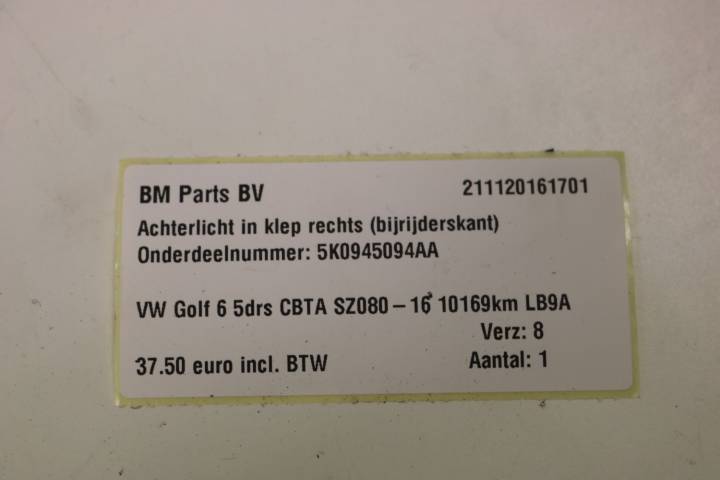 BM Parts BV 211120161701
Achterlicht in klep rechts (bijrijderskant)
Onderdeelnummer: 5K0945094AA
VW Golf 6 5drs CBTA SZ080-16 10169km LB9A
Verz: 8
37.50 euro incl. BTW Aantal: 1